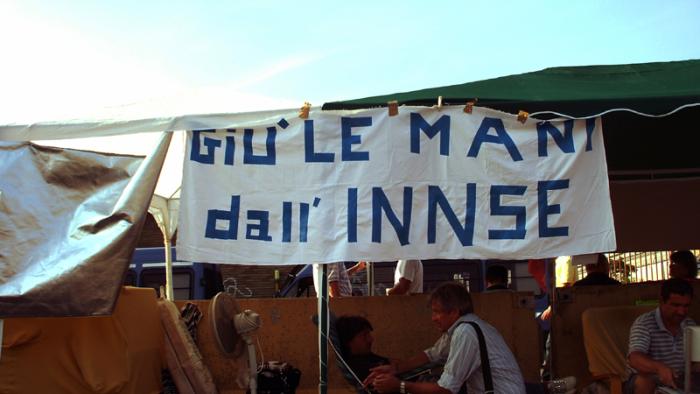 GIU' LE MANI
dall' INNSE